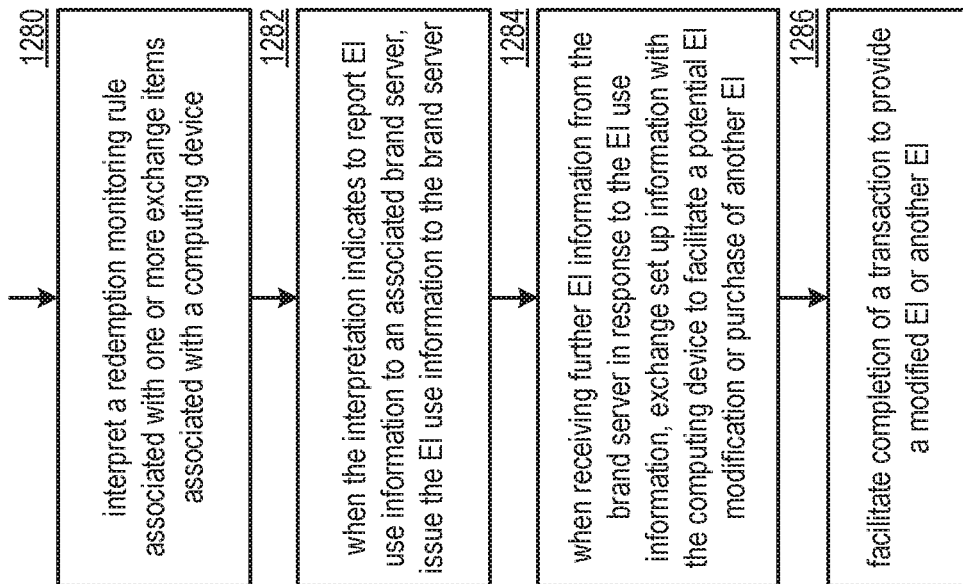 1280
interpret a redemption monitoring rule
associated with one or more exchange items
associated with a computing device
1282
when the interpretation indicates to report EI
use information to an associated brand server,
issue the EI use information to the brand server
1284
when receiving further EI information from the
brand server in response to the EI use
information, exchange set up information with
the computing device to facilitate a potential EI
modification or purchase of another EI
1286
facilitate completion of a transaction to provide
a modified EI or another EI